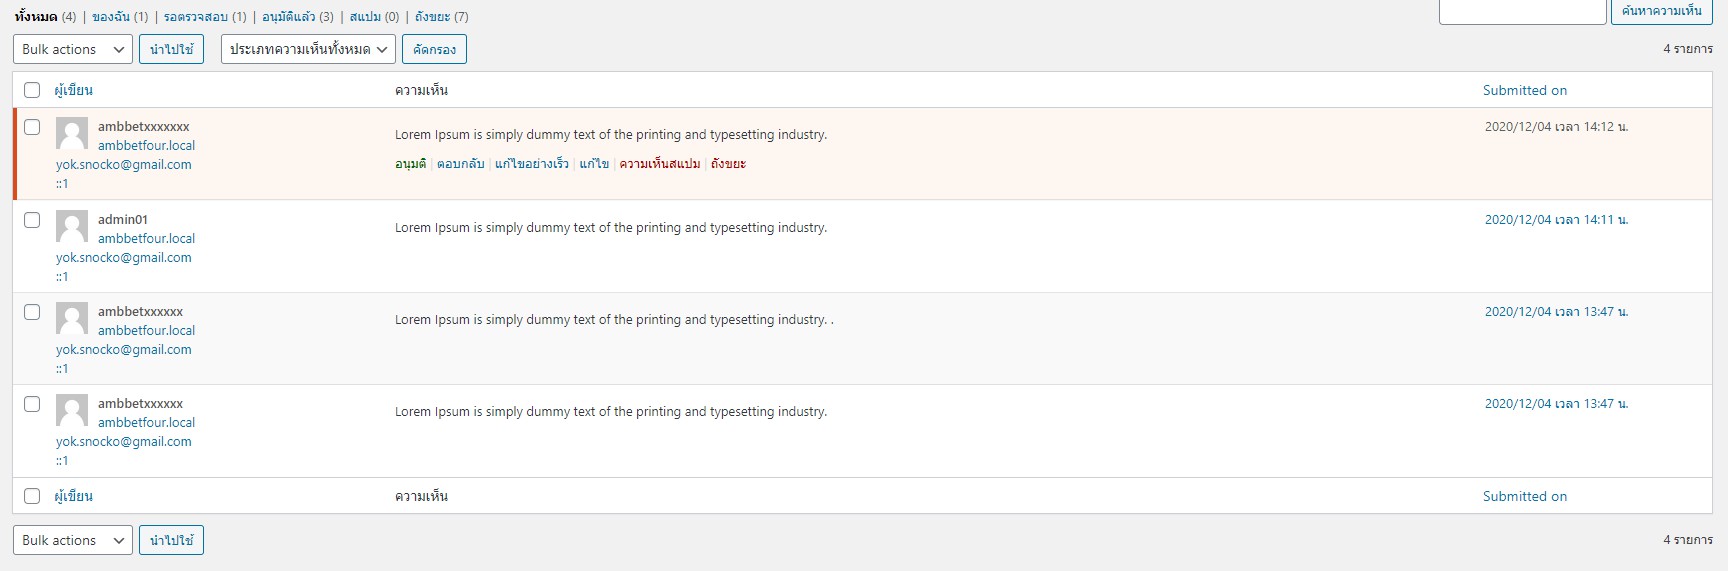 ทั้งหมด (4) | ของฉัน (1) | รอตรวจสอบ (1) | อนุมัติแล้ว (3) | สแปม (0) | ถังขยะ (7)
ค้นหาความเห็น
Bulk actions นำไปใช้ ประเภทความเห็นทั้งหมด คัดกรอง 4 รายการ
ผู้เขียน ความเห็น Submitted on
ambbetxxxxxxx Lorem Ipsum is simply dummy text of the printing and typesetting industry. 2020/12/04 เวลา 14:12 น.
ambbetfour.local
yok.snocko@gmail.com อนุมติ | ตอบกลับ | แก้ไขอย่างเร็ว | แก้ไข | ความเห็นสแปม | ถังขยะ
::1
admin01 Lorem Ipsum is simply dummy text of the printing and typesetting industry. 2020/12/04 เวลา 14:11 น.
ambbetfour.local
yok.snocko@gmail.com
::1
ambbetxxxxxx Lorem Ipsum is simply dummy text of the printing and typesetting industry. . 2020/12/04 เวลา 13:47 น.
ambbetfour.local
yok.snocko@gmail.com
::1
ambbetxxxxxx Lorem Ipsum is simply dummy text of the printing and typesetting industry. 2020/12/04 เวลา 13:47 น.
ambbetfour.local
yok.snocko@gmail.com
::1
ผู้เขียน ความเห็น Submitted on
Bulk actions นำไปใช้ 4 รายการ